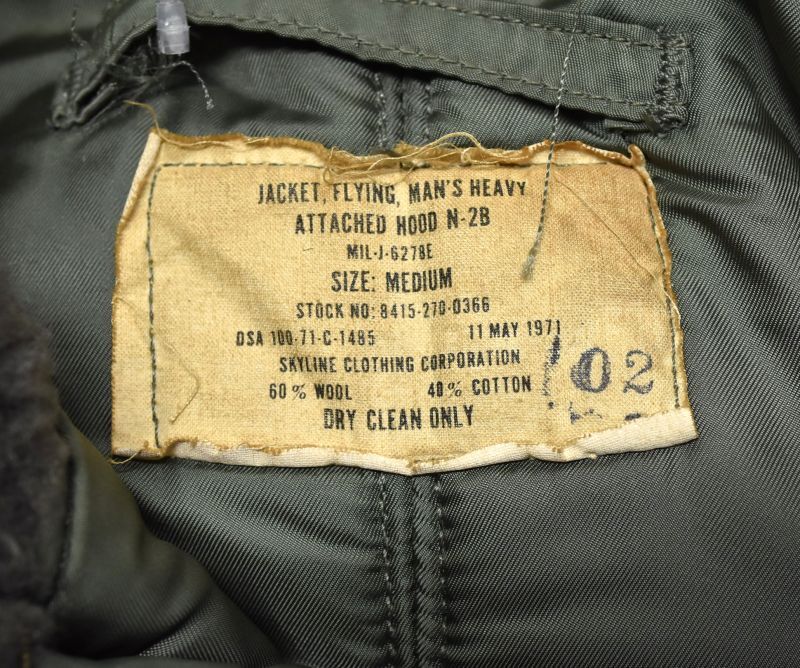 JACKET, FLYING, MAN'S HEAVY
ATTACHED HOOD N-2B
MIL-J-6278E
SIZE: MEDIUM
STOCK NO: 8415-270-0366
DSA 100-71-C-1485 11 MAY 1971
SKYLINE CLOTHING CORPORATION
60% WOOL 40% COTTON
DRY CLEAN ONLY
02